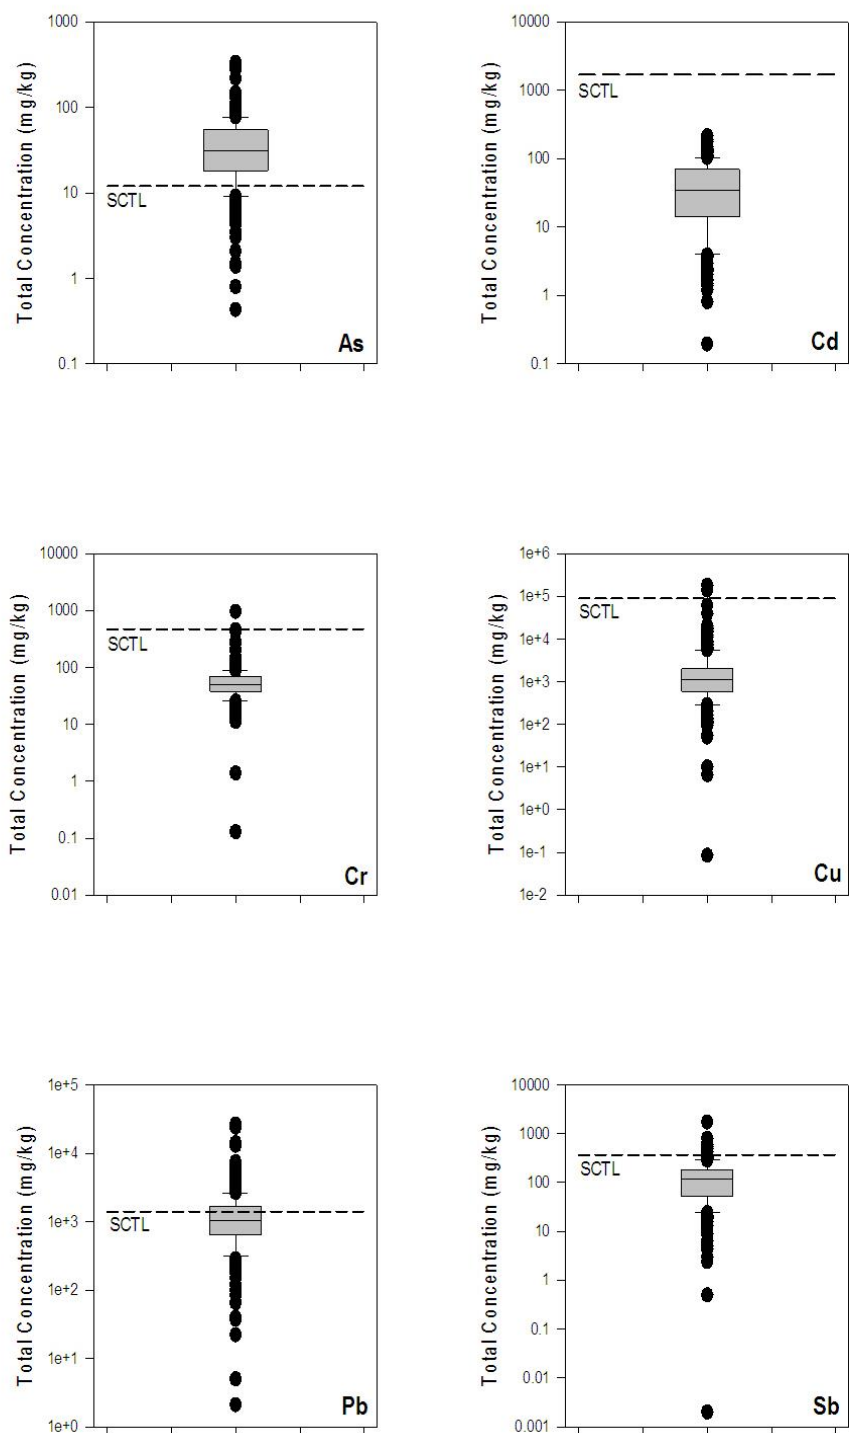 Total Concentration (mg/kg)
1000
100
10
1
0.1
SCTL
As
Total Concentration (mg/kg)
10000
1000
100
10
1
0.1
SCTL
Cd
Total Concentration (mg/kg)
10000
1000
100
10
1
0.1
0.01
SCTL
Cr
Total Concentration (mg/kg)
1e+6
1e+5
1e+4
1e+3
1e+2
1e+1
1e+0
1e-1
1e-2
SCTL
Cu
Total Concentration (mg/kg)
1e+5
1e+4
1e+3
1e+2
1e+1
1e+0
SCTL
Pb
Total Concentration (mg/kg)
10000
1000
100
10
1
0.1
0.01
0.001
SCTL
Sb